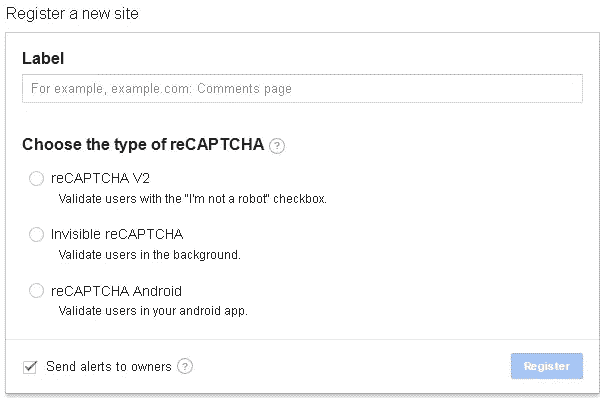 Register a new site
Label
For example, example.com: Comments page
Choose the type of reCAPTCHA ?
reCAPTCHA V2
Validate users with the "I'm not a robot" checkbox.
Invisible reCAPTCHA
Validate users in the background.
reCAPTCHA Android
Validate users in your android app.
Send alerts to owners ?
Register